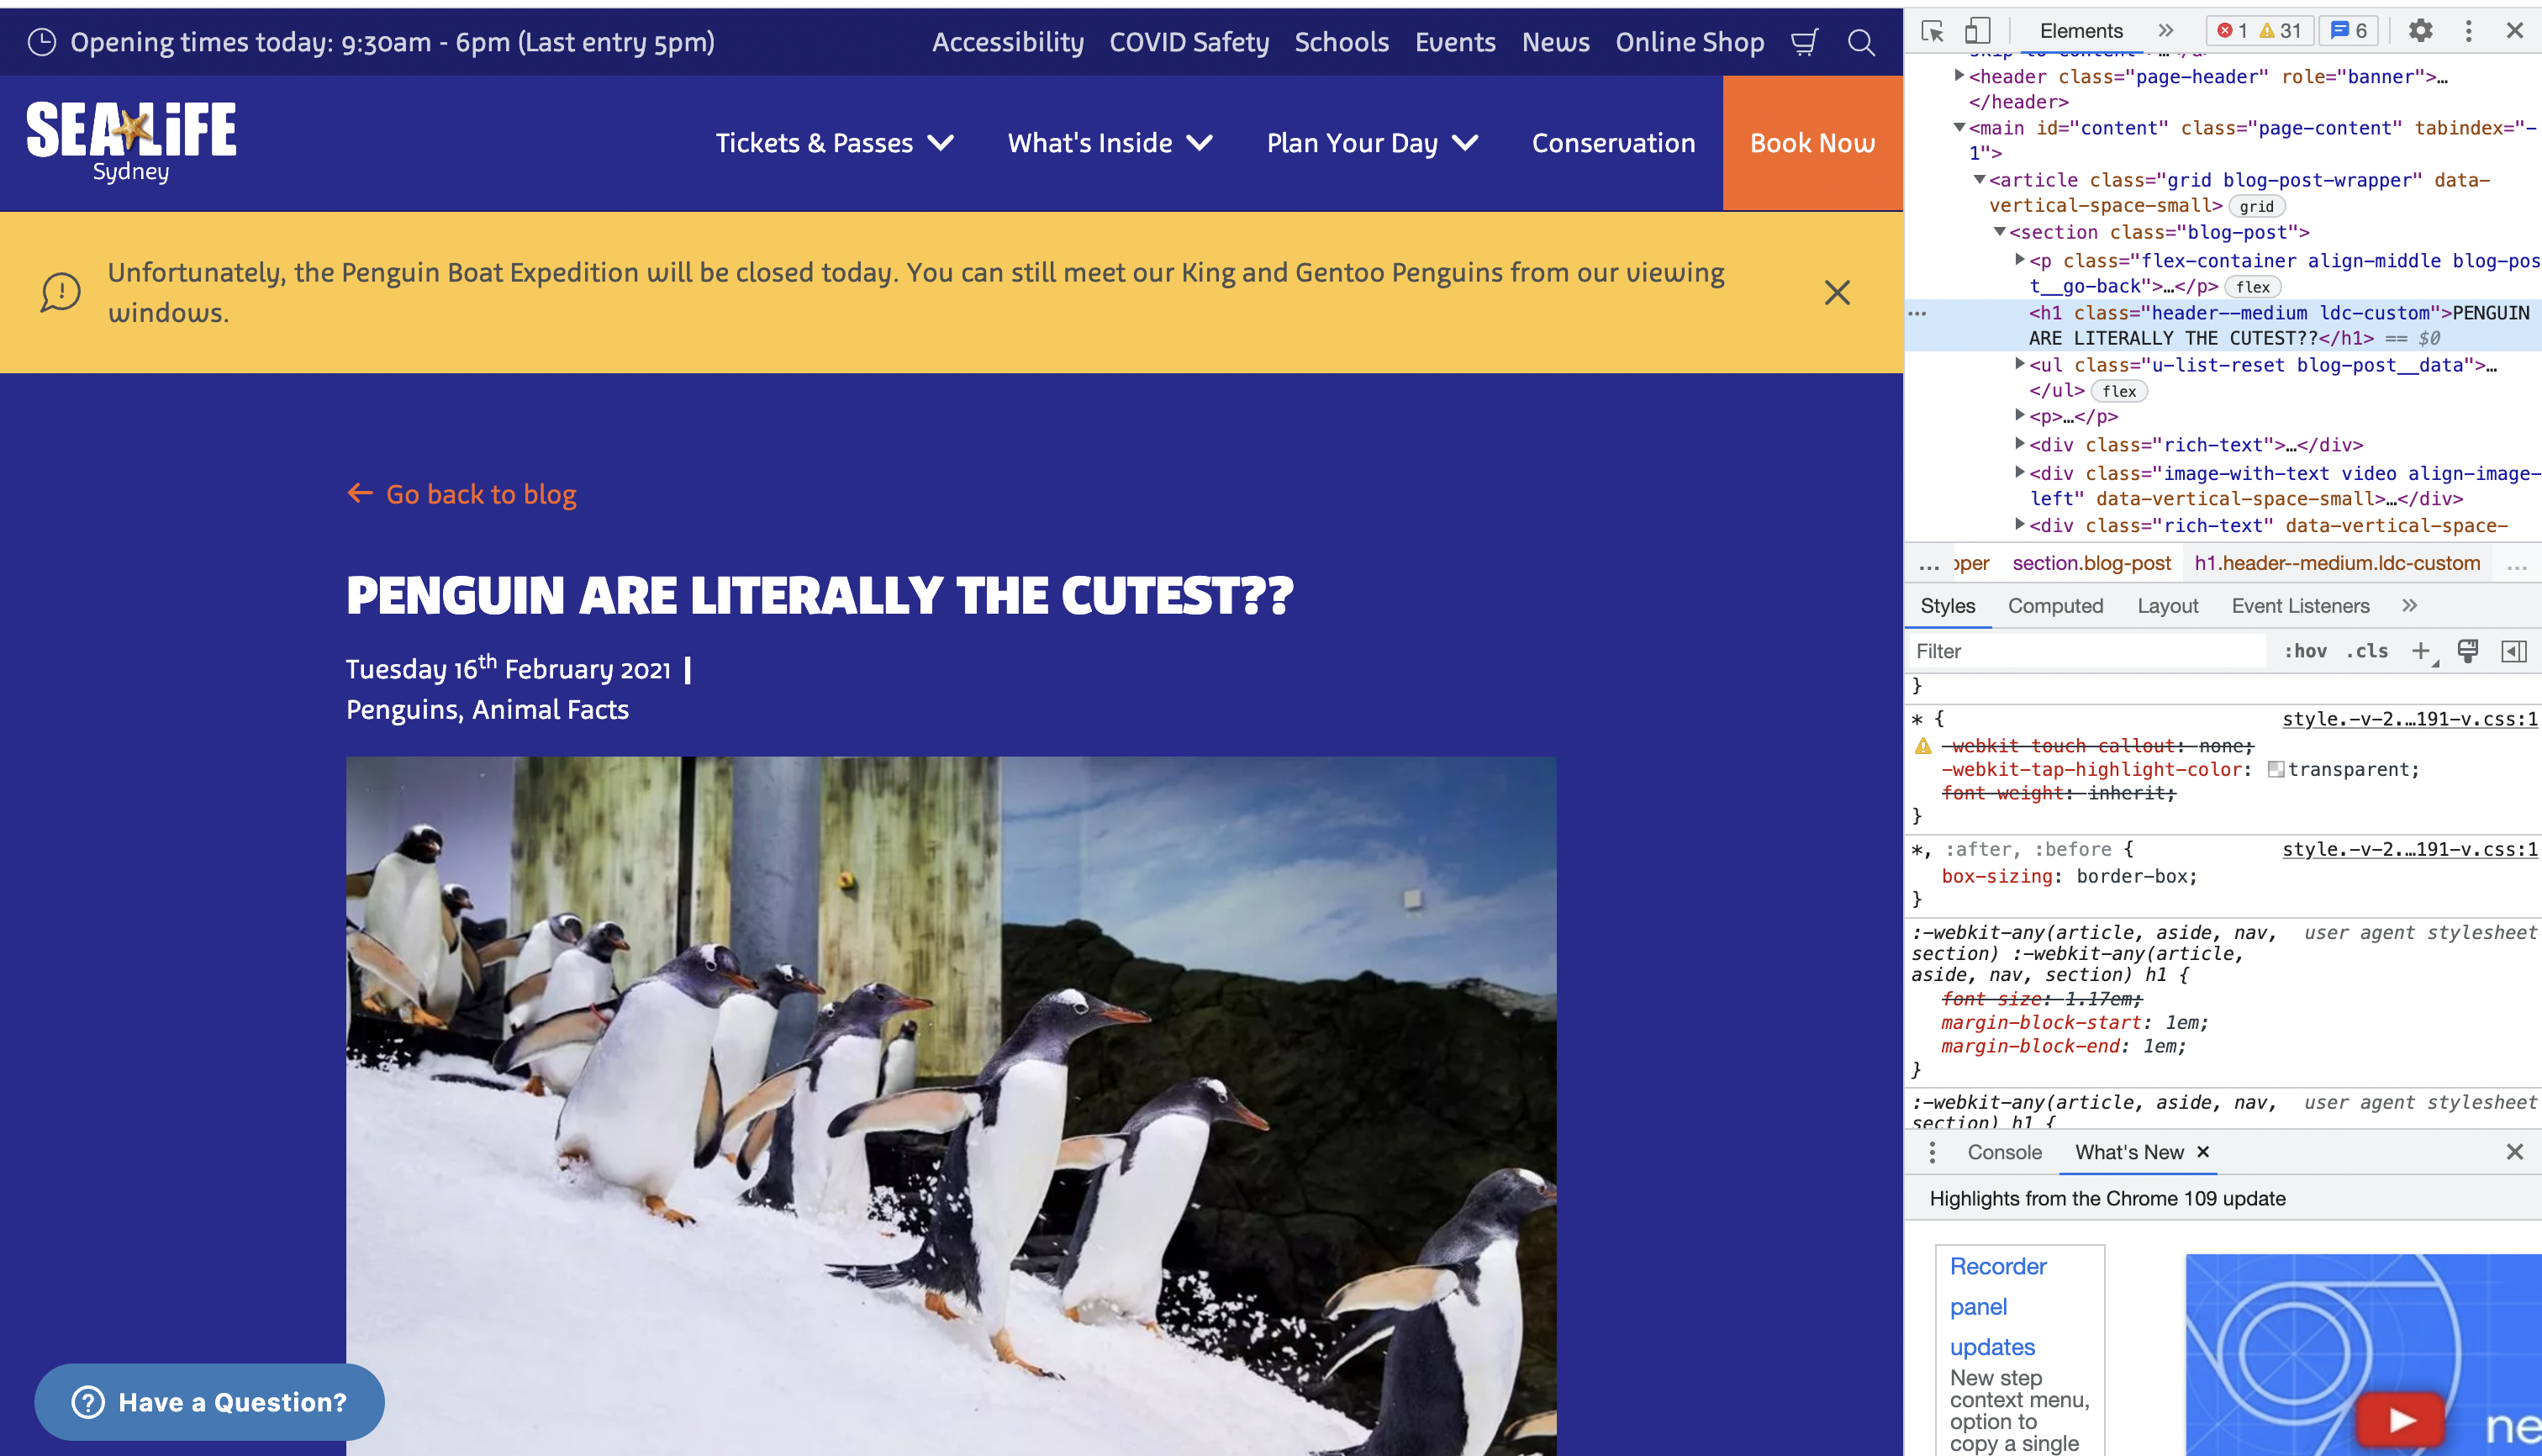 Opening times today: 9:30am - 6pm (Last entry 5pm)
Accessibility COVID Safety Schools Events News Online Shop
SEA LiFE
Sydney
Tickets & Passes What's Inside Plan Your Day Conservation Book Now
Unfortunately, the Penguin Boat Expedition will be closed today. You can still meet our King and Gentoo Penguins from our viewing
windows.
Go back to blog
PENGUIN ARE LITERALLY THE CUTEST??
Tuesday 16th February 2021 |
Penguins, Animal Facts
Have a Question?
Elements 1 31 6
<header class="page-header" role="banner">…
</header>
<main id="content" class="page-content" tabindex="-
1">
<article class="grid blog-post-wrapper" data-
vertical-space-small> grid
<section class="blog-post">
<p class="flex-container align-middle blog-pos
t__go-back">…</p> flex
<h1 class="header--medium ldc-custom">PENGUIN
ARE LITERALLY THE CUTEST??</h1> == $0
<ul class="u-list-reset blog-post__data">…
</ul> flex
<p>…</p>
<div class="rich-text">…</div>
<div class="image-with-text video align-image-
left" data-vertical-space-small>…</div>
<div class="rich-text" data-vertical-space-
… pper section.blog-post h1.header--medium.ldc-custom …
Styles Computed Layout Event Listeners
Filter :hov .cls
}
* { style.-v-2.…191-v.css:1
-webkit-touch-callout: none;
-webkit-tap-highlight-color: transparent;
font-weight: inherit;
}
*, :after, :before { style.-v-2.…191-v.css:1
box-sizing: border-box;
}
:-webkit-any(article, aside, nav, user agent stylesheet
section) :-webkit-any(article,
aside, nav, section) h1 {
font-size: 1.17em;
margin-block-start: 1em;
margin-block-end: 1em;
}
:-webkit-any(article, aside, nav, user agent stylesheet
section) h1 {
Console What's New
Highlights from the Chrome 109 update
Recorder
panel
updates
New step
context menu,
option to
copy a single
ne